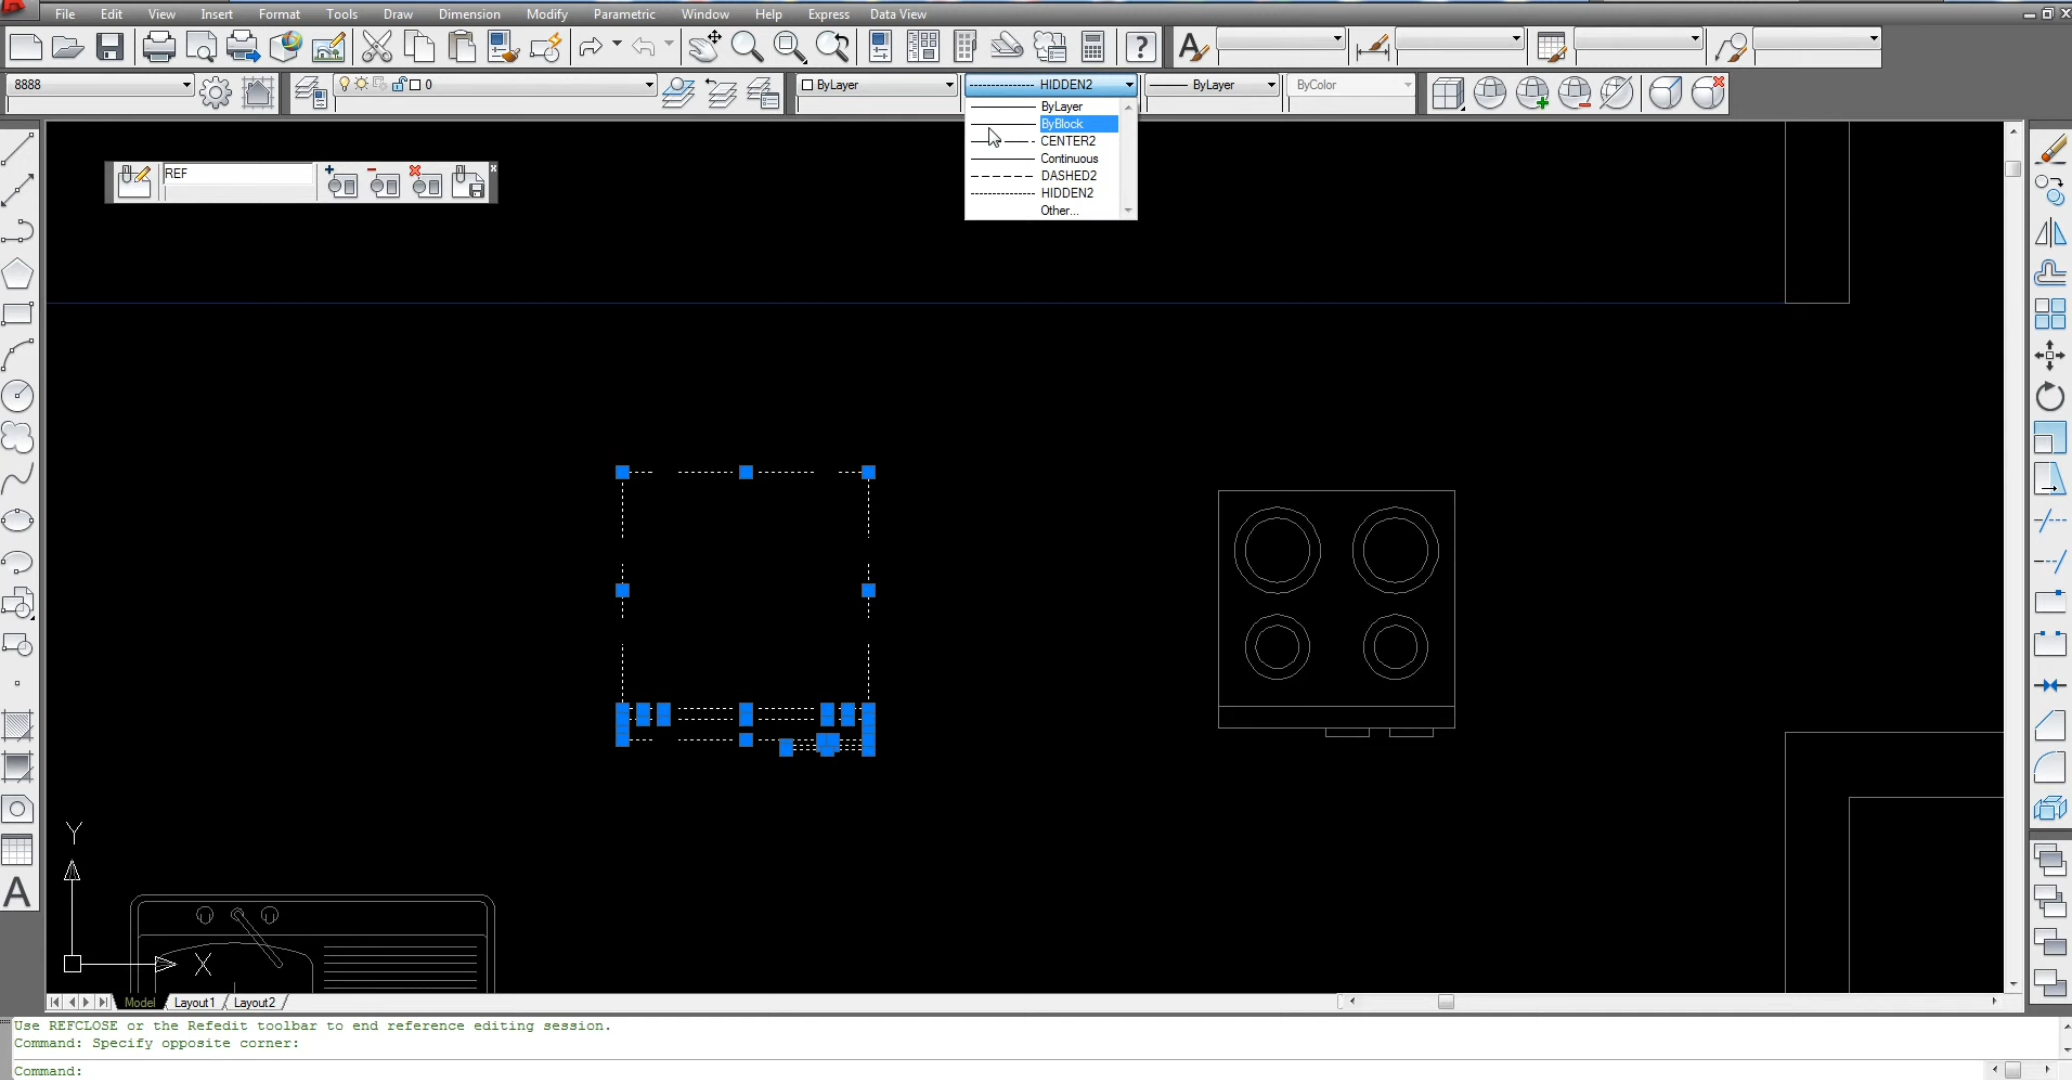 File Edit View Insert Format Tools Draw Dimension Modify Parametric Window Help Express Data View
8888 0 ByLayer HIDDEN2 ByLayer ByColor
ByLayer
ByBlock
CENTER2
Continuous
DASHED2
HIDDEN2
Other...
REF
Y
X
Model Layout1 Layout2
Use REFCLOSE or the Refedit toolbar to end reference editing session.
Command: Specify opposite corner:
Command: